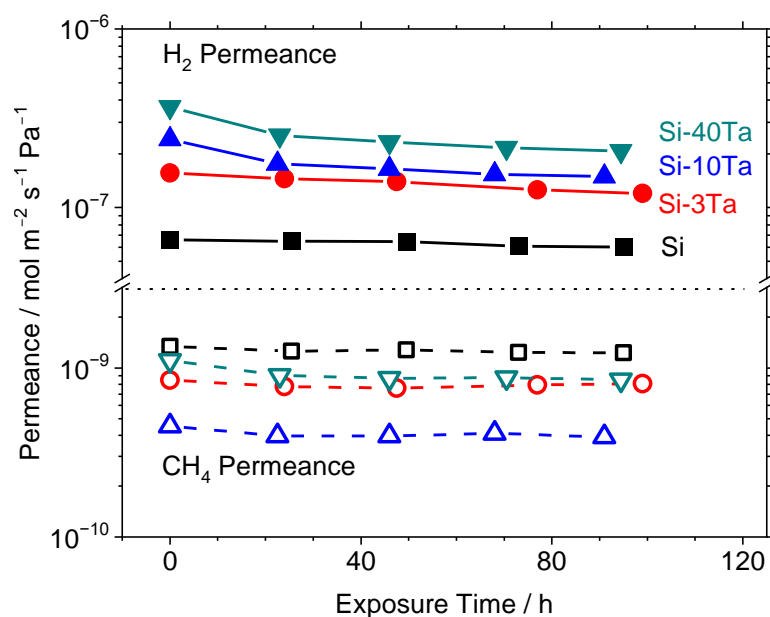 10⁻⁶
H₂ Permeance
Si-40Ta
Si-10Ta
Si-3Ta
Si
10⁻⁷
10⁻⁹
CH₄ Permeance
10⁻¹⁰
0
40
80
120
Exposure Time / h
Permeance / mol m⁻² s⁻¹ Pa⁻¹